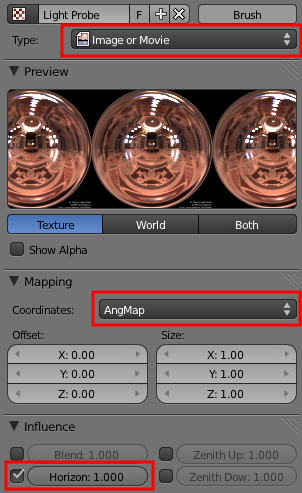 Light Probe F Brush
Type: Image or Movie
Preview
Texture World Both
Show Alpha
Mapping
Coordinates: AngMap
Offset: Size:
X: 0.00 X: 1.00
Y: 0.00 Y: 1.00
Z: 0.00 Z: 1.00
Influence
Blend: 1.000 Zenith Up: 1.000
Horizon: 1.000 Zenith Dow: 1.000